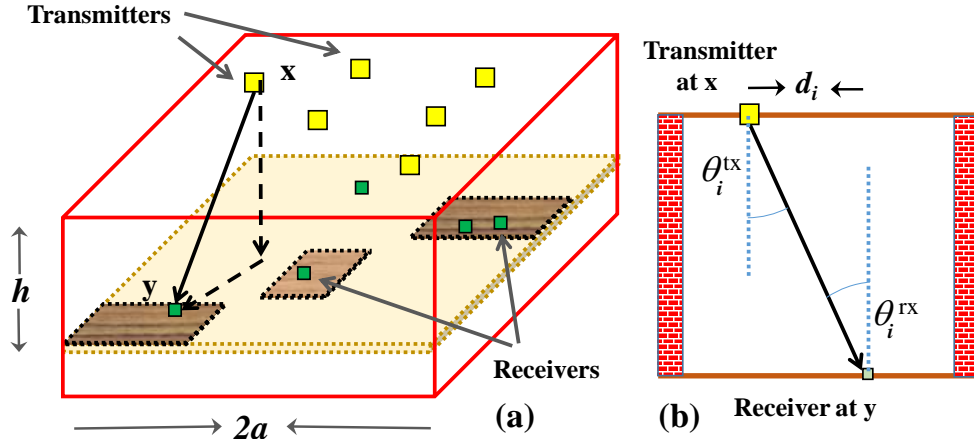 Transmitters
x
h
y
Receivers
2a
(a)
Transmitter
at x
d_i
θ_i^tx
θ_i^rx
(b)
Receiver at y